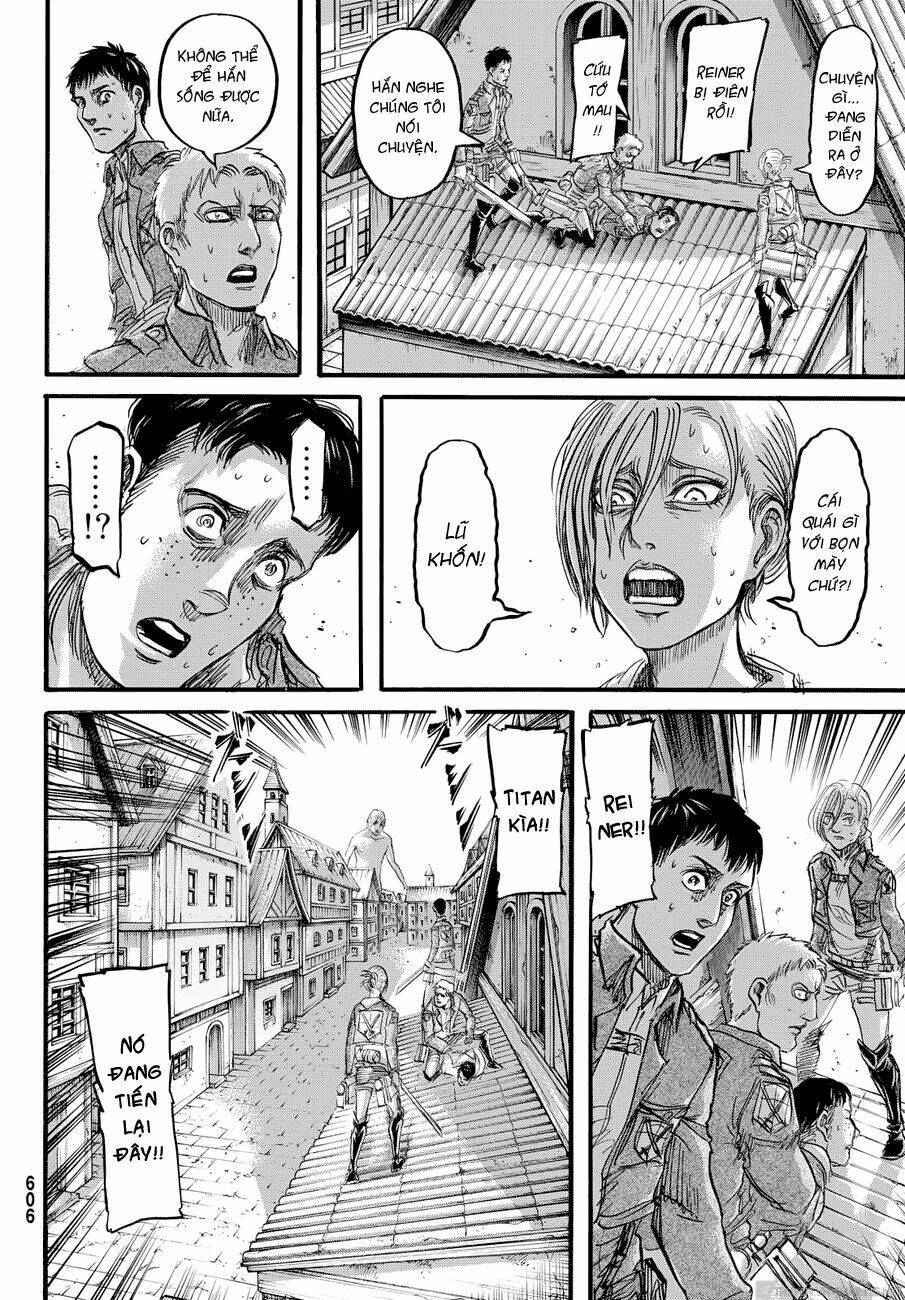 CHUYỆN
GÌ...
ĐANG
DIỄN
RA Ở
ĐÂY?
REINER
BỊ ĐIÊN
RỒI!
CỨU
TỚ
MAU
!!
HẮN NGHE
CHÚNG TÔI
NÓI
CHUYỆN.
KHÔNG THỂ
ĐỂ HẮN
SỐNG ĐƯỢC
NỮA.
CÁI
QUÁI GÌ
VỚI BỌN
MÀY
CHỨ?!
LŨ
KHỐN!
......
......
!?
REI
NER!!
TITAN
KÌA!!
NÓ
ĐANG
TIẾN
LẠI
ĐÂY!!
606